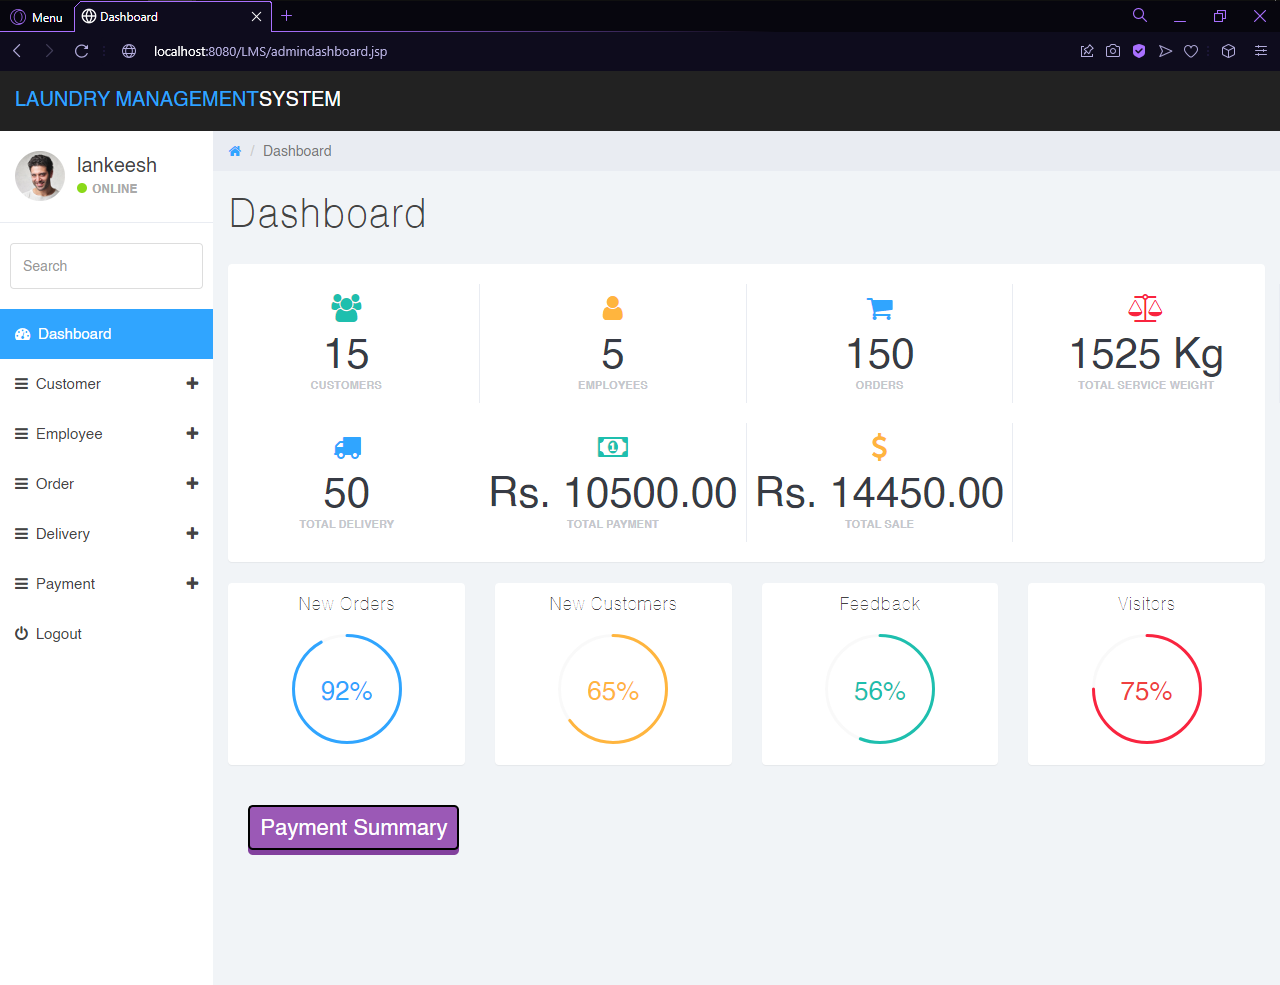 Menu
Dashboard
localhost:8080/LMS/admindashboard.jsp
LAUNDRY MANAGEMENTSYSTEM
lankeesh
ONLINE
Search
Dashboard
Customer
Employee
Order
Delivery
Payment
Logout
/ Dashboard
Dashboard
15
CUSTOMERS
5
EMPLOYEES
150
ORDERS
1525 Kg
TOTAL SERVICE WEIGHT
50
TOTAL DELIVERY
1
Rs. 10500.00
TOTAL PAYMENT
$
Rs. 14450.00
TOTAL SALE
New Orders
92%
New Customers
65%
Feedback
56%
Visitors
75%
Payment Summary